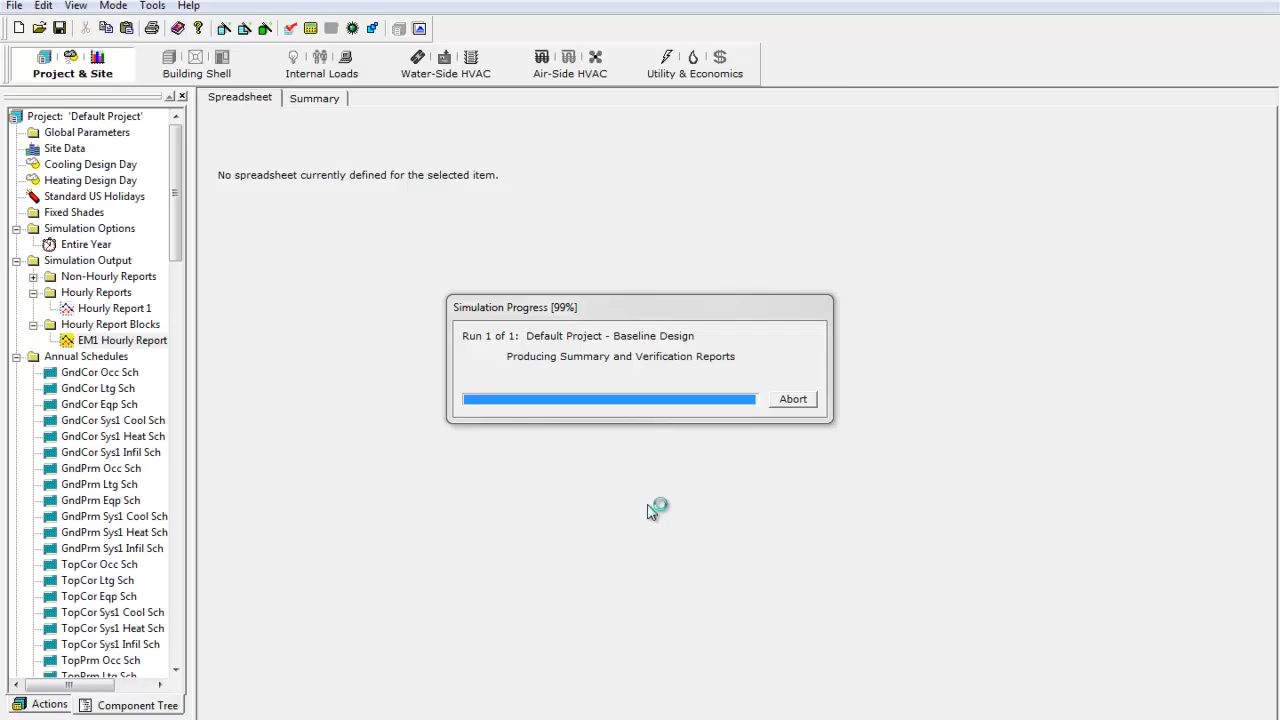 File Edit View Mode Tools Help
Project & Site Building Shell Internal Loads Water-Side HVAC Air-Side HVAC Utility & Economics
Spreadsheet Summary
Project: 'Default Project'
Global Parameters
Site Data
Cooling Design Day
Heating Design Day
Standard US Holidays
Fixed Shades
Simulation Options
Entire Year
Simulation Output
Non-Hourly Reports
Hourly Reports
Hourly Report 1
Hourly Report Blocks
EM1 Hourly Report
Annual Schedules
GndCor Occ Sch
GndCor Ltg Sch
GndCor Eqp Sch
GndCor Sys1 Cool Sch
GndCor Sys1 Heat Sch
GndCor Sys1 Infil Sch
GndPrm Occ Sch
GndPrm Ltg Sch
GndPrm Eqp Sch
GndPrm Sys1 Cool Sch
GndPrm Sys1 Heat Sch
GndPrm Sys1 Infil Sch
TopCor Occ Sch
TopCor Ltg Sch
TopCor Eqp Sch
TopCor Sys1 Cool Sch
TopCor Sys1 Heat Sch
TopCor Sys1 Infil Sch
TopPrm Occ Sch
TopPrm Ltg Sch
Actions Component Tree
No spreadsheet currently defined for the selected item.
Simulation Progress [99%]
Run 1 of 1: Default Project - Baseline Design
Producing Summary and Verification Reports
Abort